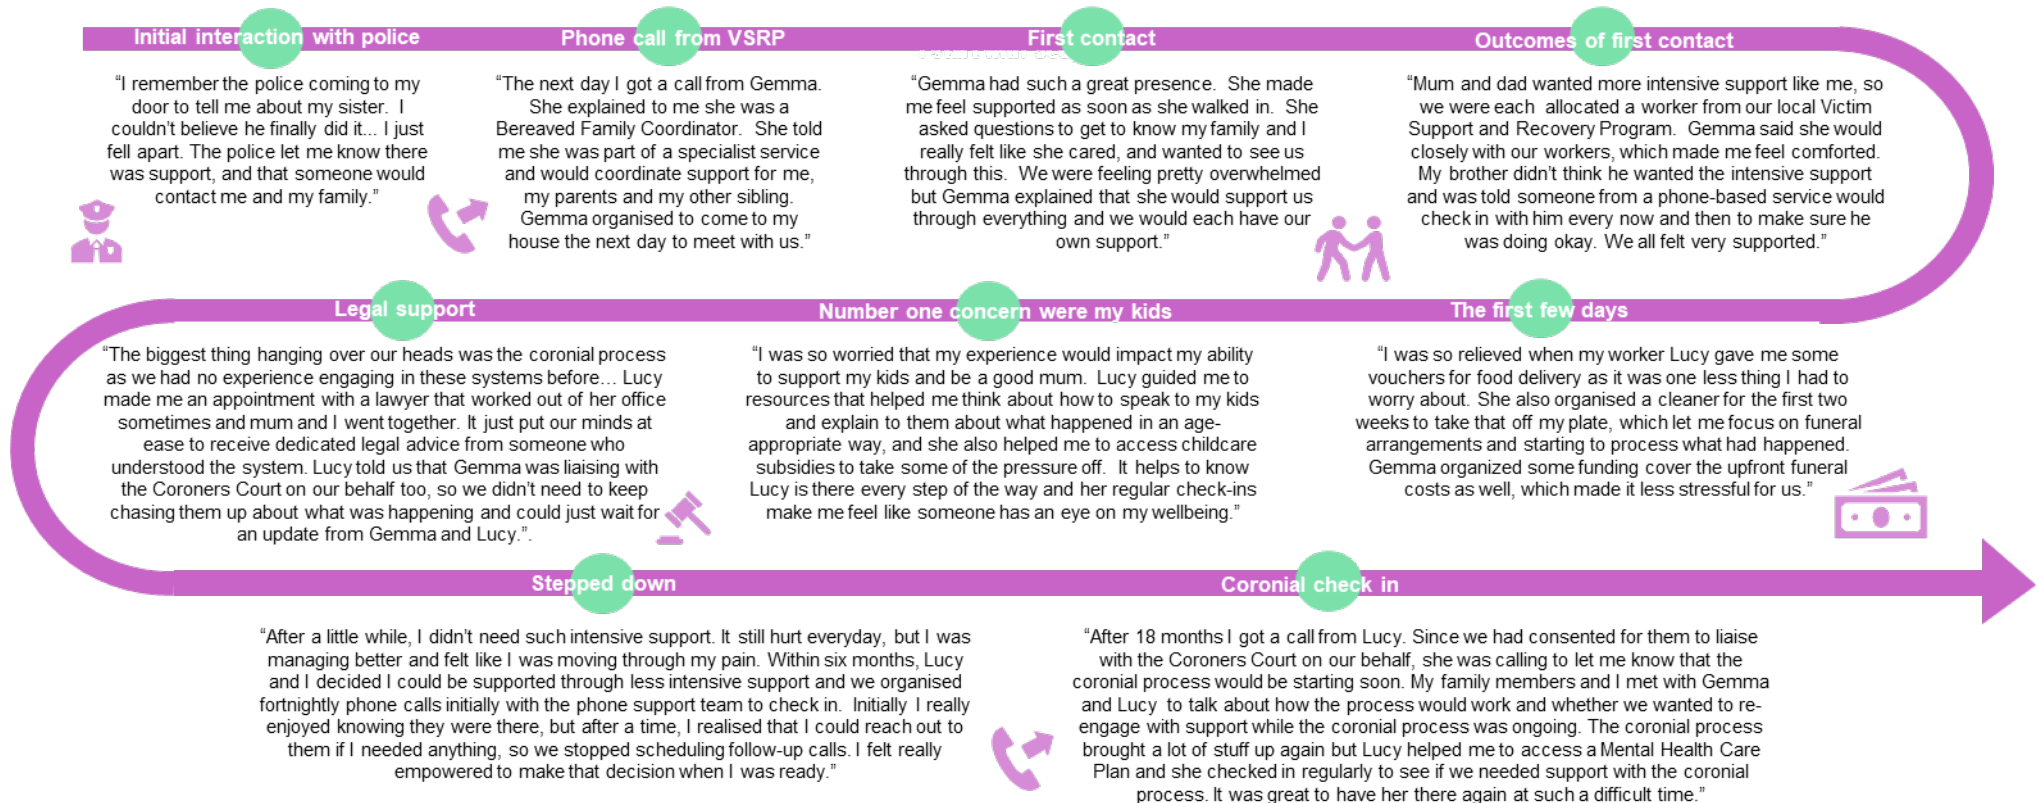 Initial interaction with police
“I remember the police coming to my
door to tell me about my sister. I
couldn’t believe he finally did it... I just
fell apart. The police let me know there
was support, and that someone would
contact me and my family.”
Phone call from VSRP
“The next day I got a call from Gemma.
She explained to me she was a
Bereaved Family Coordinator. She told
me she was part of a specialist service
and would coordinate support for me,
my parents and my other sibling.
Gemma organised to come to my
house the next day to meet with us.”
First contact
“Gemma had such a great presence. She made
me feel supported as soon as she walked in. She
asked questions to get to know my family and I
really felt like she cared, and wanted to see us
through this. We were feeling pretty overwhelmed
but Gemma explained that she would support us
through everything and we would each have our
own support.”
Outcomes of first contact
“Mum and dad wanted more intensive support like me, so
we were each allocated a worker from our local Victim
Support and Recovery Program. Gemma said she would
closely with our workers, which made me feel comforted.
My brother didn’t think he wanted the intensive support
and was told someone from a phone-based service would
check in with him every now and then to make sure he
was doing okay. We all felt very supported.”
The first few days
“I was so relieved when my worker Lucy gave me some
vouchers for food delivery as it was one less thing I had to
worry about. She also organised a cleaner for the first two
weeks to take that off my plate, which let me focus on funeral
arrangements and starting to process what had happened.
Gemma organized some funding cover the upfront funeral
costs as well, which made it less stressful for us.”
Number one concern were my kids
“I was so worried that my experience would impact my ability
to support my kids and be a good mum. Lucy guided me to
resources that helped me think about how to speak to my kids
and explain to them about what happened in an age-
appropriate way, and she also helped me to access childcare
subsidies to take some of the pressure off. It helps to know
Lucy is there every step of the way and her regular check-ins
make me feel like someone has an eye on my wellbeing.”
Legal support
“The biggest thing hanging over our heads was the coronial process
as we had no experience engaging in these systems before… Lucy
made me an appointment with a lawyer that worked out of her office
sometimes and mum and I went together. It just put our minds at
ease to receive dedicated legal advice from someone who
understood the system. Lucy told us that Gemma was liaising with
the Coroners Court on our behalf too, so we didn’t need to keep
chasing them up about what was happening and could just wait for
an update from Gemma and Lucy.”.
Stepped down
“After a little while, I didn’t need such intensive support. It still hurt everyday, but I was
managing better and felt like I was moving through my pain. Within six months, Lucy
and I decided I could be supported through less intensive support and we organised
fortnightly phone calls initially with the phone support team to check in. Initially I really
enjoyed knowing they were there, but after a time, I realised that I could reach out to
them if I needed anything, so we stopped scheduling follow-up calls. I felt really
empowered to make that decision when I was ready.”
Coronial check in
“After 18 months I got a call from Lucy. Since we had consented for them to liaise
with the Coroners Court on our behalf, she was calling to let me know that the
coronial process would be starting soon. My family members and I met with Gemma
and Lucy to talk about how the process would work and whether we wanted to re-
engage with support while the coronial process was ongoing. The coronial process
brought a lot of stuff up again but Lucy helped me to access a Mental Health Care
Plan and she checked in regularly to see if we needed support with the coronial
process. It was great to have her there again at such a difficult time.”